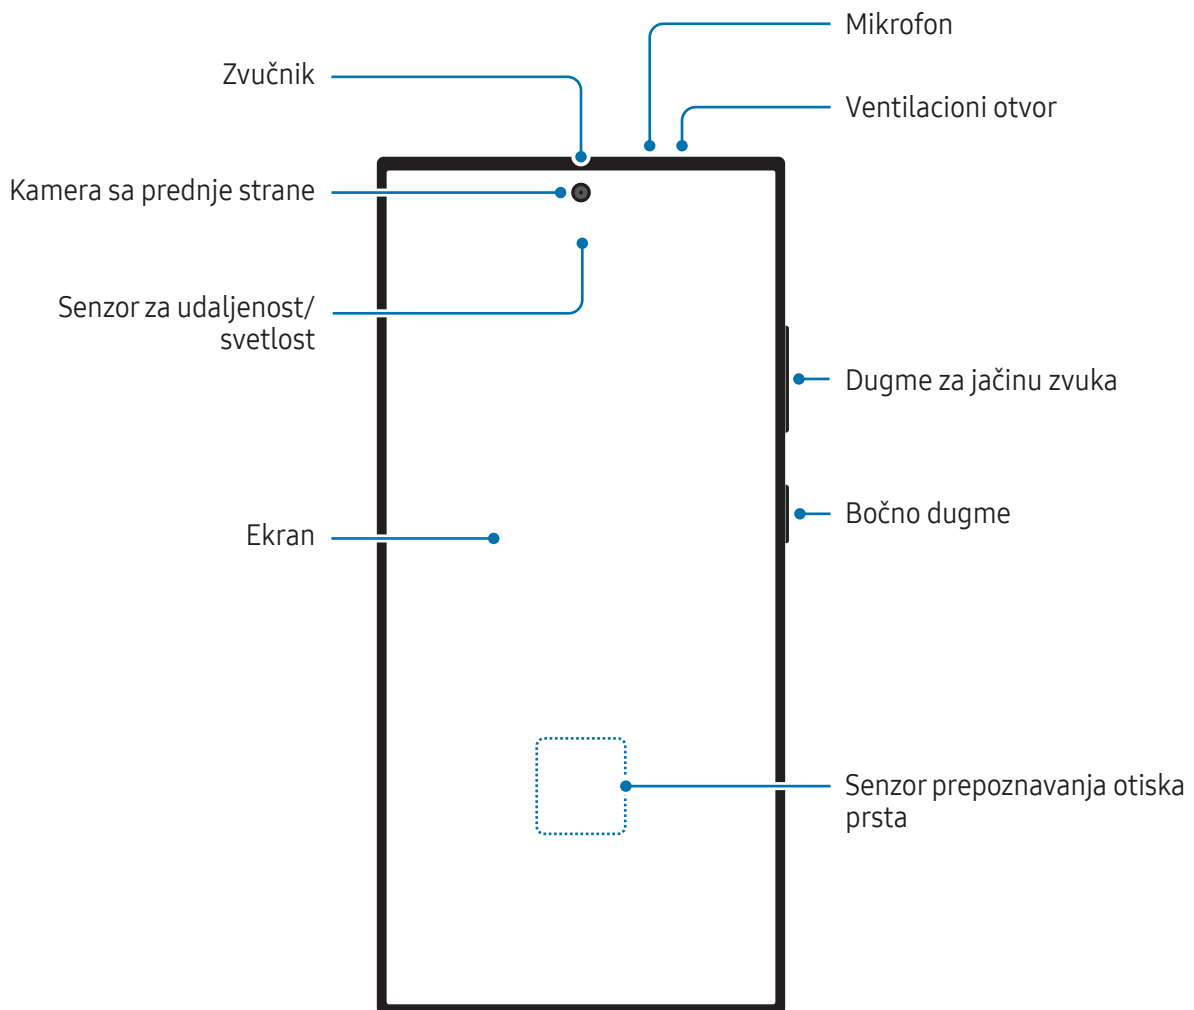 Mikrofon
Zvučnik
Ventilacioni otvor
Kamera sa prednje strane
Senzor za udaljenost/
svetlost
Dugme za jačinu zvuka
Bočno dugme
Ekran
Senzor prepoznavanja otiska
prsta